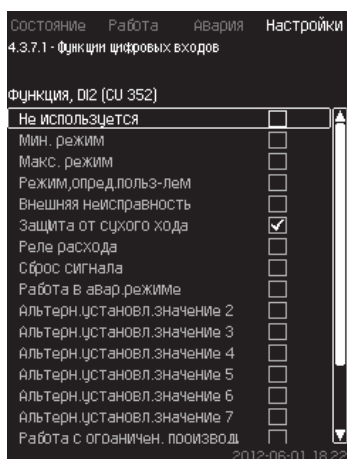 Состояние Работа Авария Настройки
4.3.7.1 - Функции цифровых входов
Функция, DI2 (CU 352)
Не используется
Мин. режим
Макс. режим
Режим,опред.польз-лем
Внешняя неисправность
Защита от сухого хода
Реле расхода
Сброс сигнала
Работа в авар.режиме
Альтерн.установл.значение 2
Альтерн.установл.значение 3
Альтерн.установл.значение 4
Альтерн.установл.значение 5
Альтерн.установл.значение 6
Альтерн.установл.значение 7
Работа с ограничен. производ
2012-06-01 18:22